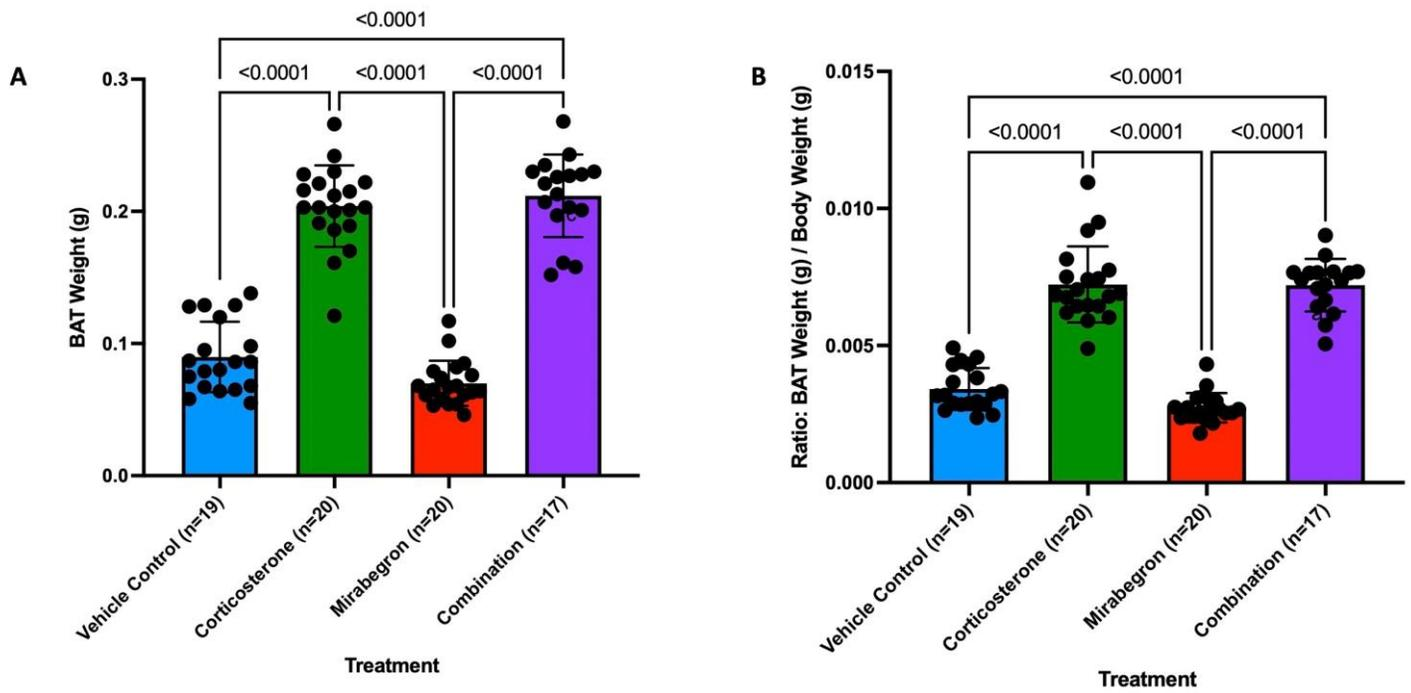 A
<0.0001
<0.0001 <0.0001 <0.0001
0.3
0.2
0.1
0.0
BAT Weight (g)
Vehicle Control (n=19)
Corticosterone (n=20)
Mirabegron (n=20)
Combination (n=17)
Treatment
B
<0.0001
<0.0001 <0.0001 <0.0001
0.015
0.010
0.005
0.000
Ratio: BAT Weight (g) / Body Weight (g)
Vehicle Control (n=19)
Corticosterone (n=20)
Mirabegron (n=20)
Combination (n=17)
Treatment